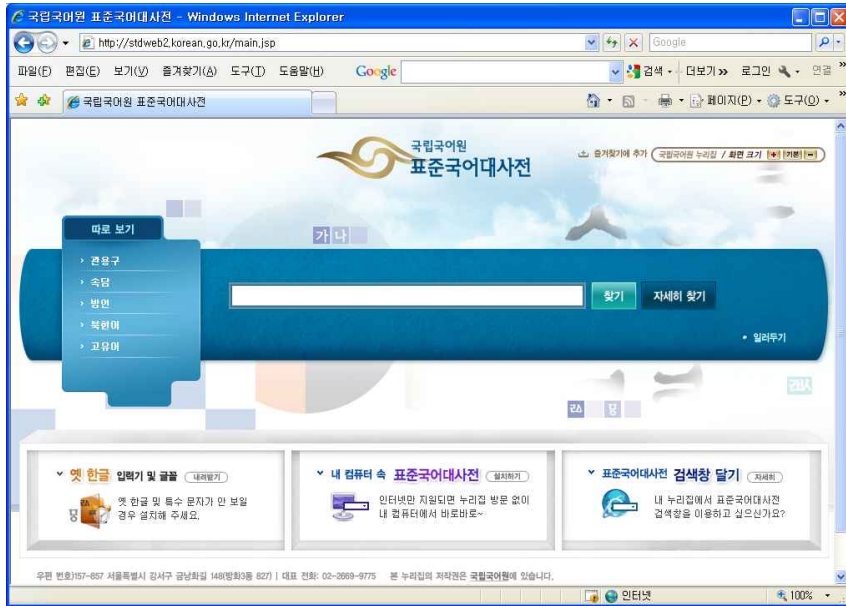 국립국어원 표준국어대사전 - Windows Internet Explorer
http://stdweb2.korean.go.kr/main.jsp
Google
파일(F) 편집(E) 보기(V) 즐겨찾기(A) 도구(T) 도움말(H) Google 검색 더보기 » 로그인 연결 »
국립국어원 표준국어대사전 페이지(P) 도구(O) »
국립국어원
표준국어대사전
즐겨찾기에 추가 국립국어원 누리집 / 화면 크기 + 기본 -
따로 보기
가 나
관용구
속담
방언
북한어
고유어
찾기 자세히 찾기
일러두기
옛 한글 입력기 및 글꼴 내려받기
옛 한글 및 특수 문자가 안 보일
경우 설치해 주세요.
내 컴퓨터 속 표준국어대사전 설치하기
인터넷만 지원되면 누리집 방문 없이
내 컴퓨터에서 바로바로~
표준국어대사전 검색창 달기 자세히
내 누리집에서 표준국어대사전
검색창을 이용하고 싶으신가요?
우편 번호)157-857 서울특별시 강서구 금낭화길 148(방화3동 827) | 대표 전화: 02-2669-9775 본 누리집의 저작권은 국립국어원에 있습니다.
인터넷 100%